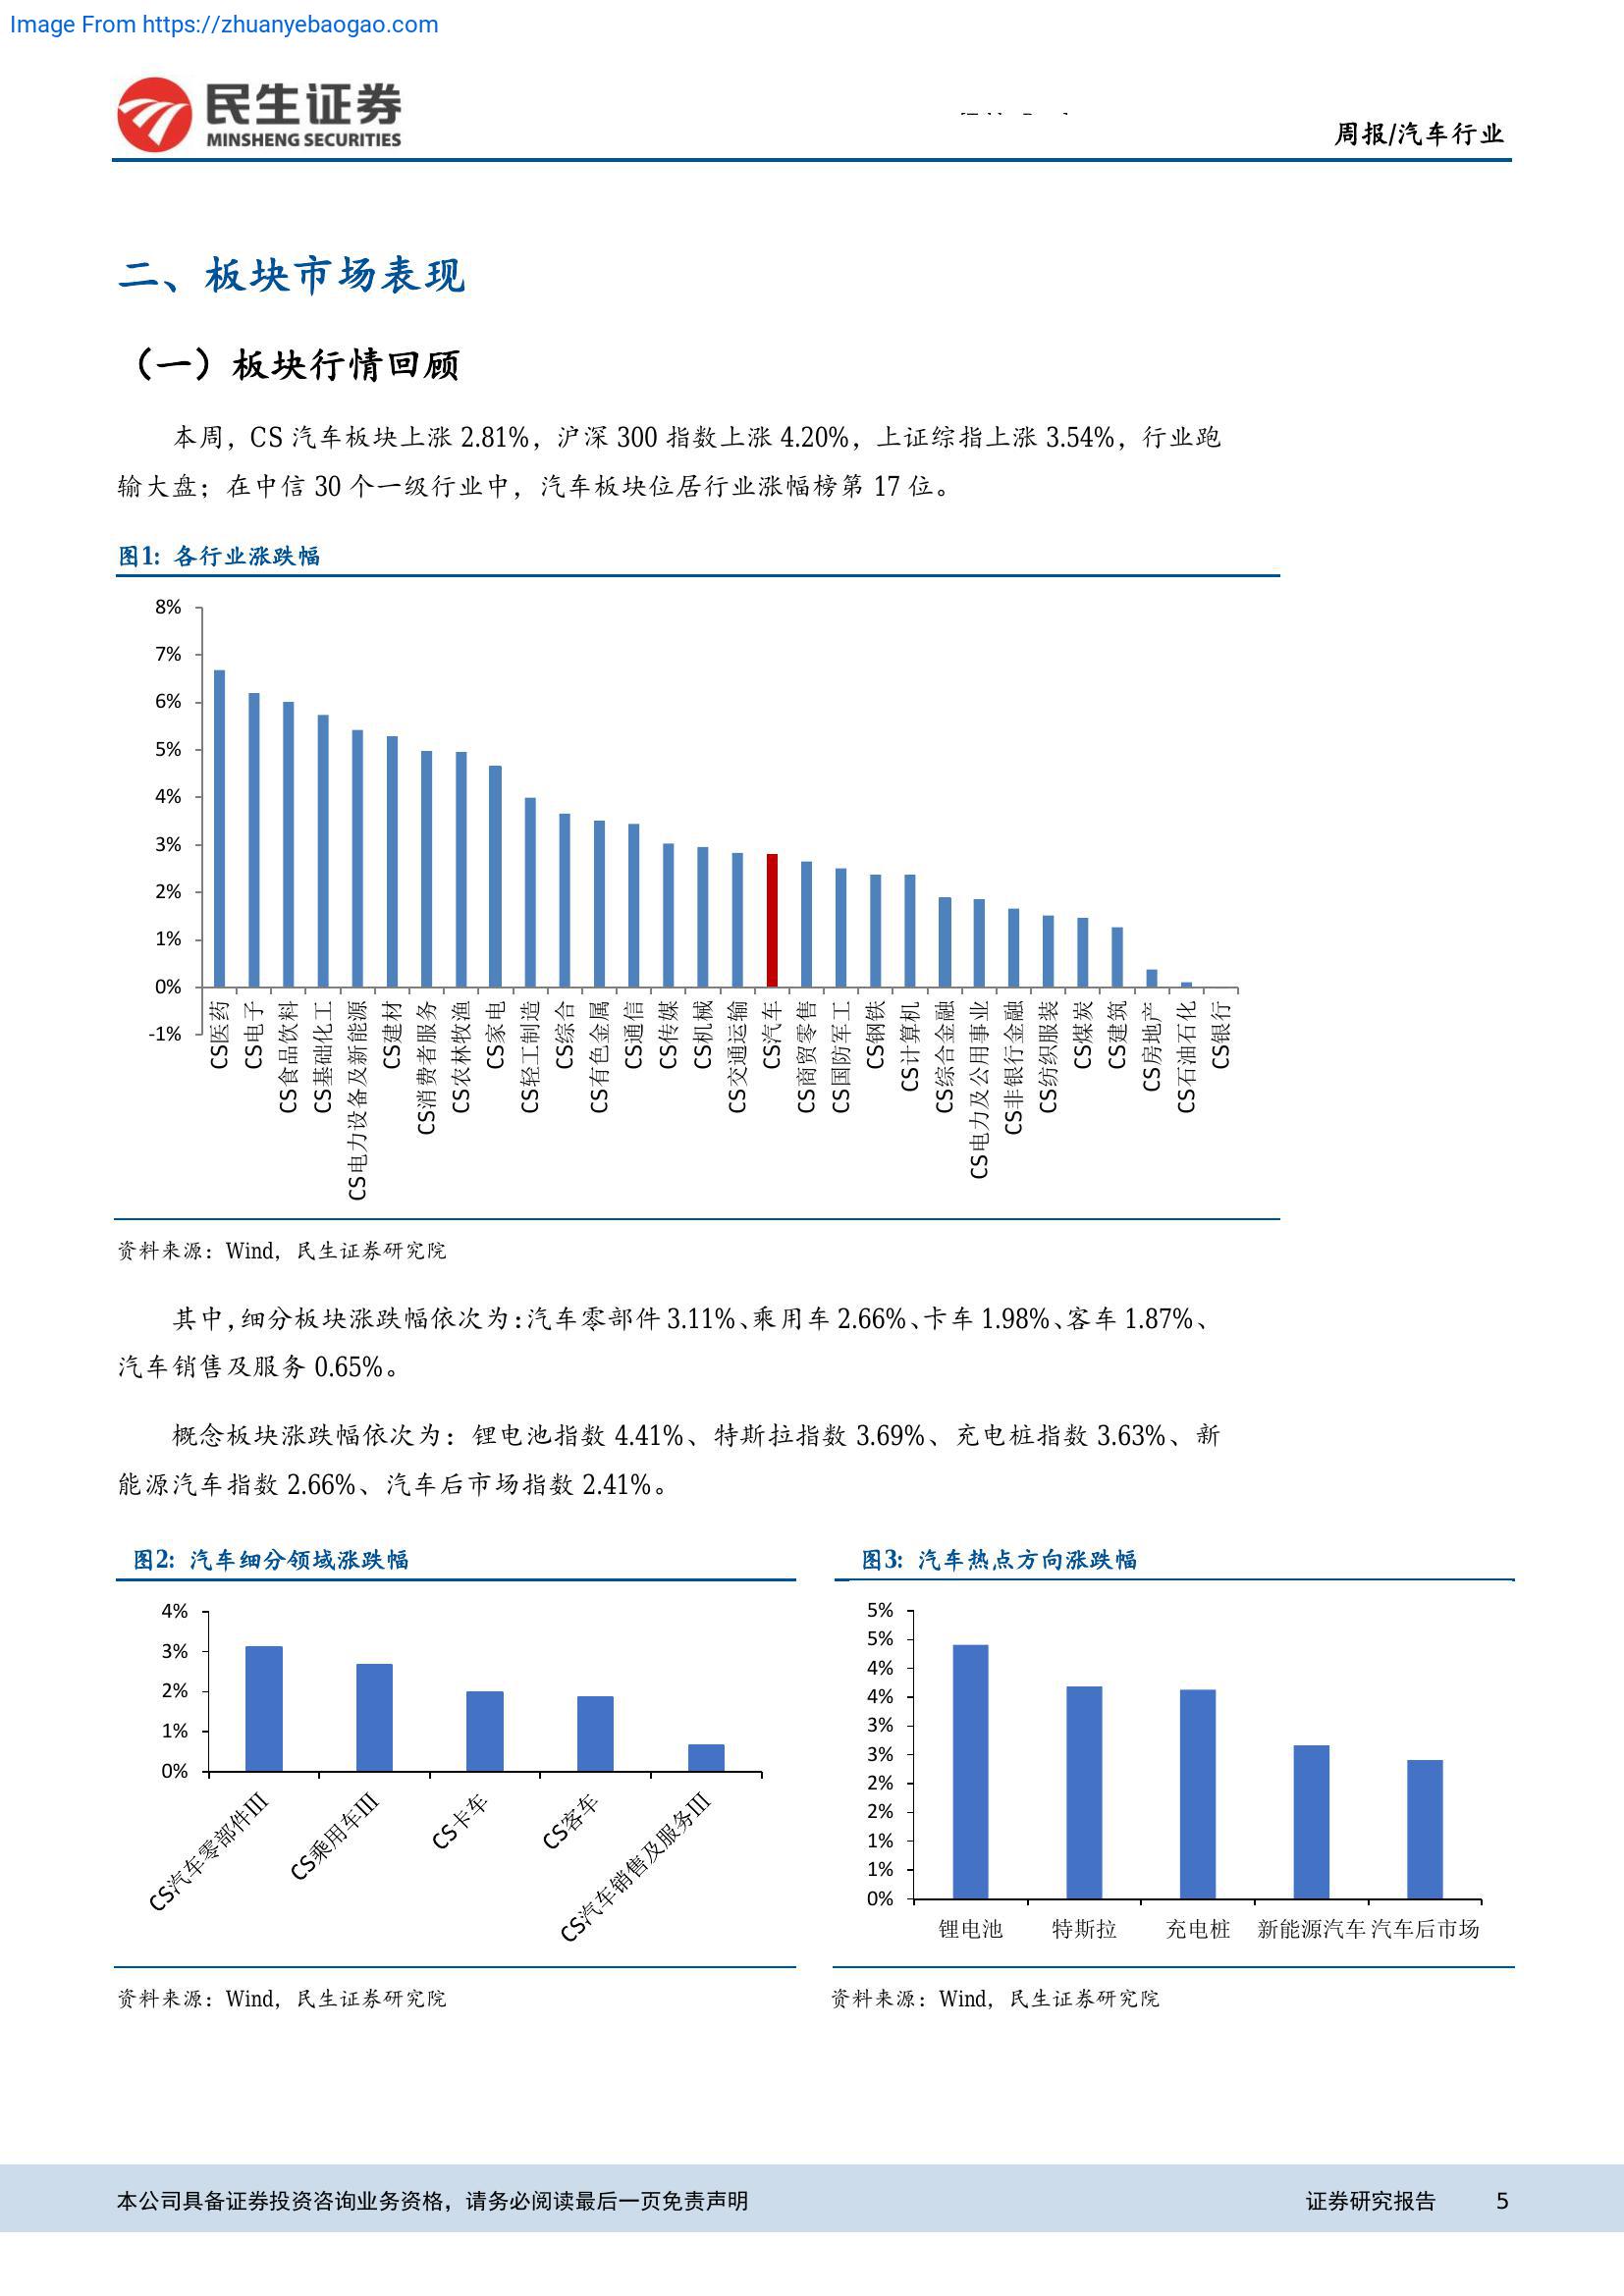 Image From https://zhuanyebaogao.com
民生证券
MINSHENG SECURITIES
周报/汽车行业
二、板块市场表现
（一）板块行情回顾
本周，CS 汽车板块上涨 2.81%，沪深 300 指数上涨 4.20%，上证综指上涨 3.54%，行业跑
输大盘；在中信 30 个一级行业中，汽车板块位居行业涨幅榜第 17 位。
图1：各行业涨跌幅
8%
7%
6%
5%
4%
3%
2%
1%
0%
-1%
CS医药
CS电子
CS食品饮料
CS基础化工
CS电力设备及新能源
CS建材
CS消费者服务
CS农林牧渔
CS家电
CS轻工制造
CS综合
CS有色金属
CS通信
CS传媒
CS机械
CS交通运输
CS汽车
CS商贸零售
CS国防军工
CS钢铁
CS计算机
CS综合金融
CS电力及公用事业
CS非银行金融
CS纺织服装
CS煤炭
CS建筑
CS房地产
CS石油石化
CS银行
资料来源：Wind，民生证券研究院
其中，细分板块涨跌幅依次为：汽车零部件 3.11%、乘用车 2.66%、卡车 1.98%、客车 1.87%、
汽车销售及服务 0.65%。
概念板块涨跌幅依次为：锂电池指数 4.41%、特斯拉指数 3.69%、充电桩指数 3.63%、新
能源汽车指数 2.66%、汽车后市场指数 2.41%。
图2：汽车细分领域涨跌幅
4%
3%
2%
1%
0%
CS汽车零部件III
CS乘用车III
CS卡车
CS客车
CS汽车销售及服务III
资料来源：Wind，民生证券研究院
图3：汽车热点方向涨跌幅
5%
5%
4%
4%
3%
3%
2%
2%
1%
1%
0%
锂电池 特斯拉 充电桩 新能源汽车 汽车后市场
资料来源：Wind，民生证券研究院
本公司具备证券投资咨询业务资格，请务必阅读最后一页免责声明 证券研究报告 5